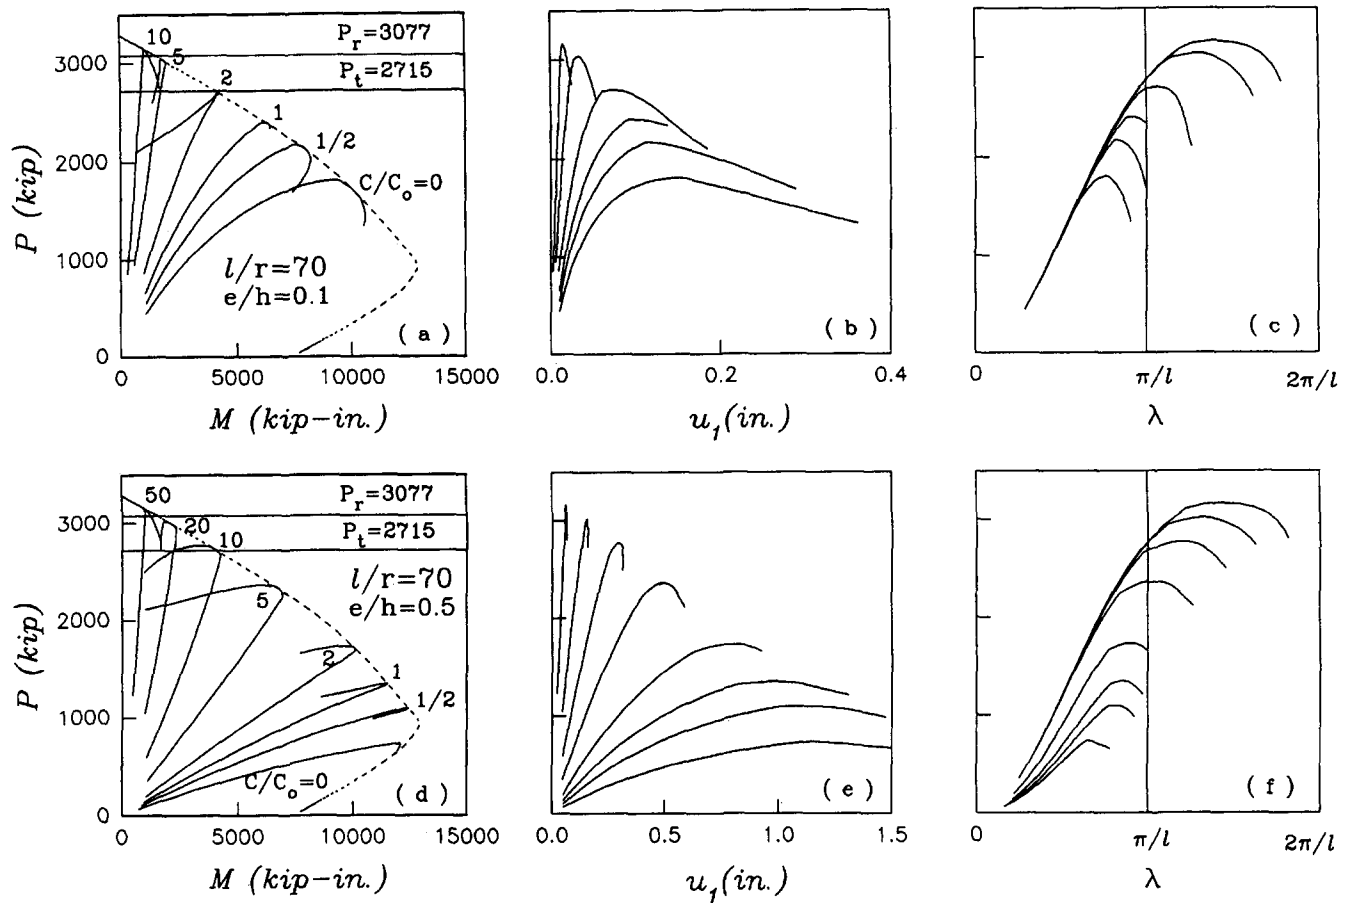 10
5
P_r=3077
P_t=2715
2
1
1/2
C/C_o=0
l/r=70
e/h=0.1
( a )
3000
2000
1000
0
P (kip)
0 5000 10000 15000
M (kip-in.)
( b )
0.0 0.2 0.4
u_1(in.)
( c )
0 π/l 2π/l
λ
50
20
10
P_r=3077
P_t=2715
l/r=70
e/h=0.5
5
2
1
1/2
C/C_o=0
( d )
3000
2000
1000
0
P (kip)
0 5000 10000 15000
M (kip-in.)
( e )
0.0 0.5 1.0 1.5
u_1(in.)
( f )
0 π/l 2π/l
λ